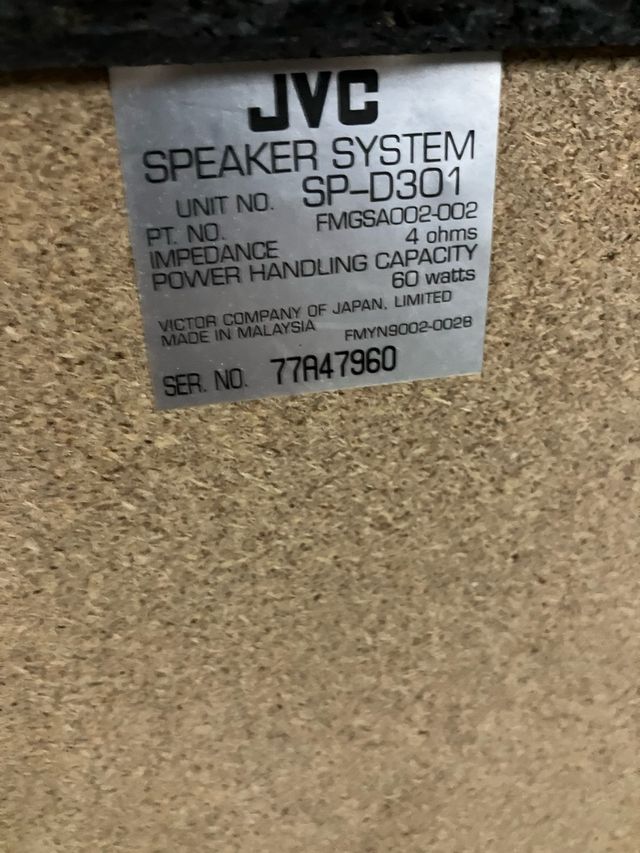 JVC
SPEAKER SYSTEM
UNIT NO. SP-D301
PT. NO. FMGSA002-002
IMPEDANCE 4 ohms
POWER HANDLING CAPACITY
60 watts
VICTOR COMPANY OF JAPAN, LIMITED
MADE IN MALAYSIA FMYN9002-002B
SER. NO. 77A47960